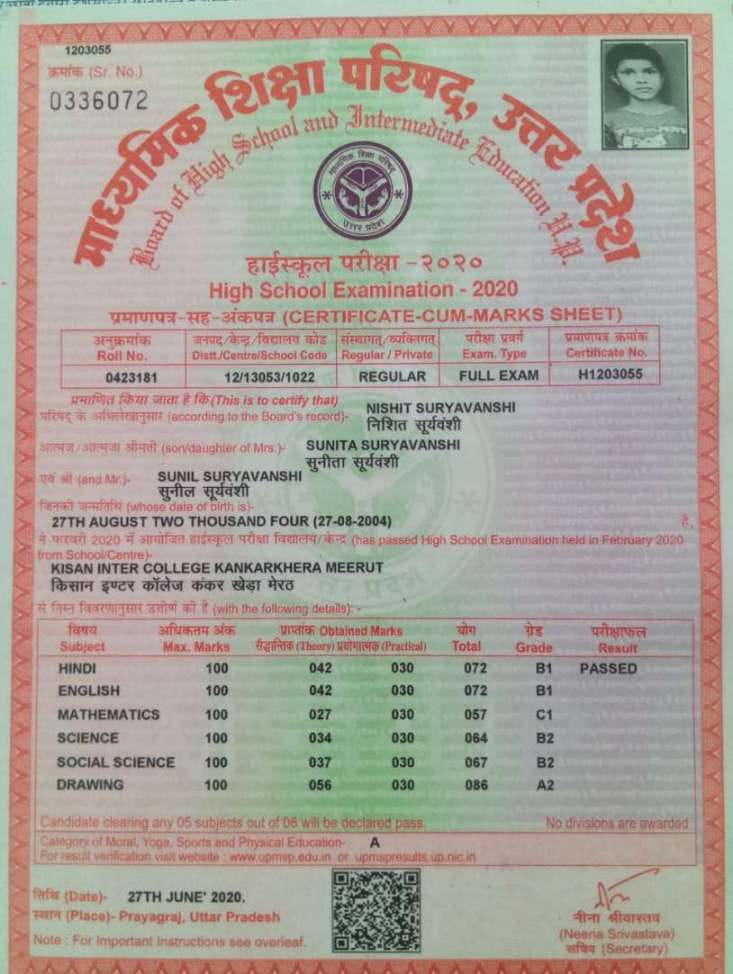 1203055
क्रमांक (Sr. No.)
0336072
माध्यमिक शिक्षा परिषद्, उत्तर प्रदेश
Board of High School and Intermediate Education U.P.
माध्यमिक शिक्षा परिषद्
उत्तर प्रदेश
हाईस्कूल परीक्षा -२०२०
High School Examination - 2020
प्रमाणपत्र-सह-अंकपत्र (CERTIFICATE-CUM-MARKS SHEET)
अनुक्रमांक जनपद/केन्द्र/विद्यालय कोड संस्थागत/व्यक्तिगत परीक्षा प्रवर्ग प्रमाणपत्र क्रमांक
Roll No. Distt./Centre/School Code Regular / Private Exam. Type Certificate No.
0423181 12/13053/1022 REGULAR FULL EXAM H1203055
प्रमाणित किया जाता है कि (This is to certify that)
परिषद् के अभिलेखानुसार (according to the Board's record)- NISHIT SURYAVANSHI
निशित सूर्यवंशी
आत्मज/आत्मजा श्रीमती (son/daughter of Mrs.)- SUNITA SURYAVANSHI
सुनीता सूर्यवंशी
एवं श्री (and Mr.)- SUNIL SURYAVANSHI
सुनील सूर्यवंशी
जिनकी जन्मतिथि (whose date of birth is)-
27TH AUGUST TWO THOUSAND FOUR (27-08-2004) है,
ने फरवरी 2020 में आयोजित हाईस्कूल परीक्षा विद्यालय/केन्द्र (has passed High School Examination held in February 2020
from School/Centre)-
KISAN INTER COLLEGE KANKARKHERA MEERUT
किसान इण्टर कॉलेज कंकर खेड़ा मेरठ
से निम्न विवरणानुसार उत्तीर्ण की है (with the following details): -
विषय अधिकतम अंक प्राप्तांक Obtained Marks योग ग्रेड परीक्षाफल
Subject Max. Marks सैद्धान्तिक (Theory) प्रयोगात्मक (Practical) Total Grade Result
HINDI 100 042 030 072 B1 PASSED
ENGLISH 100 042 030 072 B1
MATHEMATICS 100 027 030 057 C1
SCIENCE 100 034 030 064 B2
SOCIAL SCIENCE 100 037 030 067 B2
DRAWING 100 056 030 086 A2
Candidate clearing any 05 subjects out of 06 will be declared pass. No divisions are awarded
Category of Moral, Yoga, Sports and Physical Education- A
For result verification visit website : www.upmsp.edu.in or upmspresults.up.nic.in
तिथि (Date)- 27TH JUNE' 2020.
स्थान (Place)- Prayagraj, Uttar Pradesh
Note : For Important Instructions see overleaf.
नीना श्रीवास्तव
(Neena Srivastava)
सचिव (Secretary)